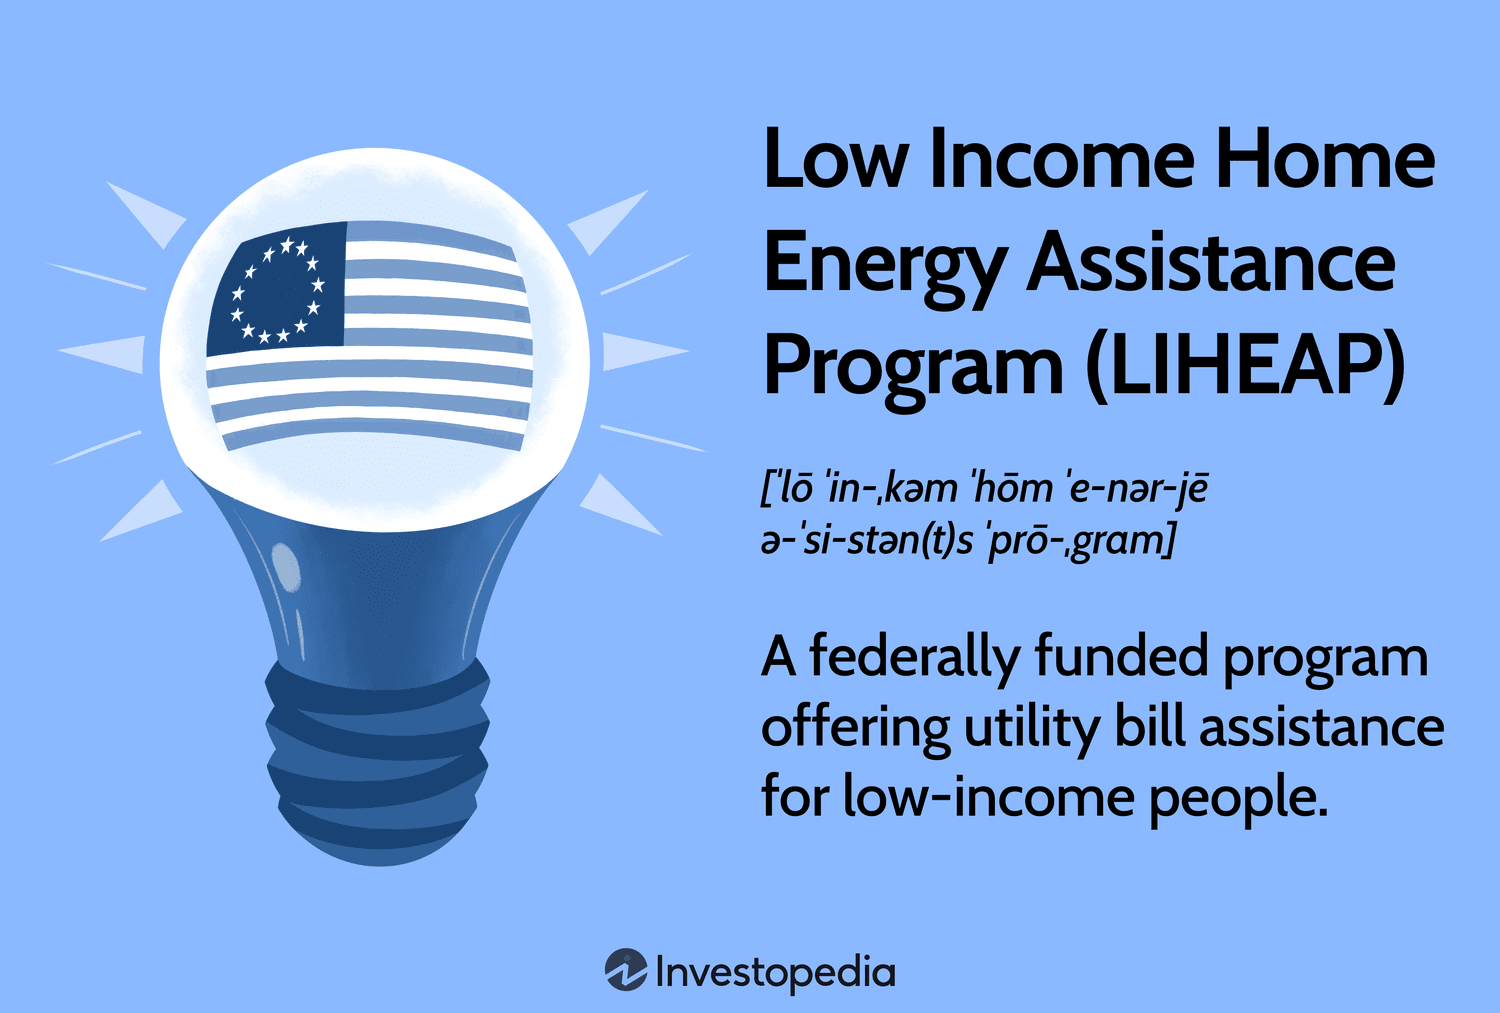 Low Income Home
Energy Assistance
Program (LIHEAP)
[ˈlō ˈin-ˌkəm ˈhōm ˈe-nər-jē
ə-ˈsi-stən(t)s ˈprō-ˌgram]
A federally funded program
offering utility bill assistance
for low-income people.
Investopedia